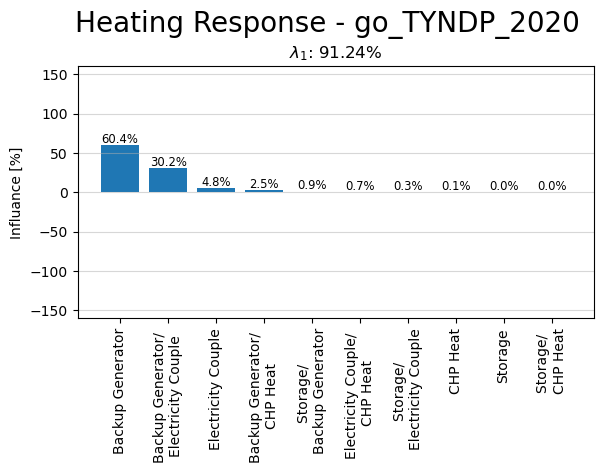 Heating Response - go_TYNDP_2020
λ₁: 91.24%
Influance [%]
150
100
50
0
−50
−100
−150
60.4%
30.2%
4.8%
2.5%
0.9%
0.7%
0.3%
0.1%
0.0%
0.0%
Backup Generator
Backup Generator/
Electricity Couple
Electricity Couple
Backup Generator/
CHP Heat
Storage/
Backup Generator
Electricity Couple/
CHP Heat
Storage/
Electricity Couple
CHP Heat
Storage
Storage/
CHP Heat